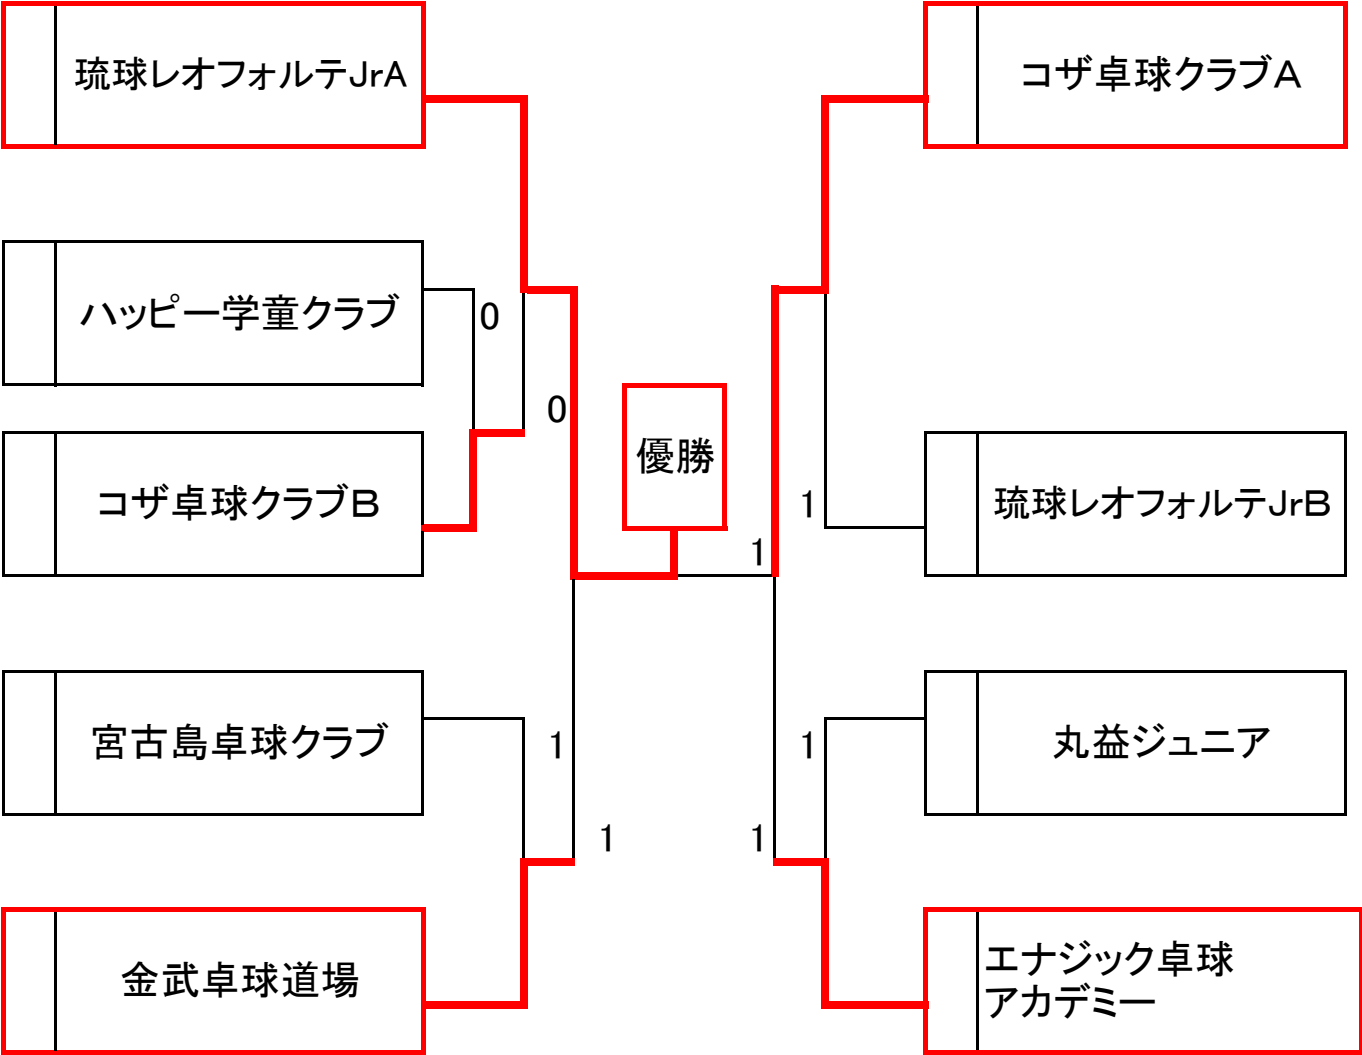 琉球レオフォルテJrA
コザ卓球クラブA
ハッピー学童クラブ
0
0
優勝
コザ卓球クラブB
1
琉球レオフォルテJrB
1
宮古島卓球クラブ
1
1
丸益ジュニア
1
1
金武卓球道場
エナジック卓球
アカデミー